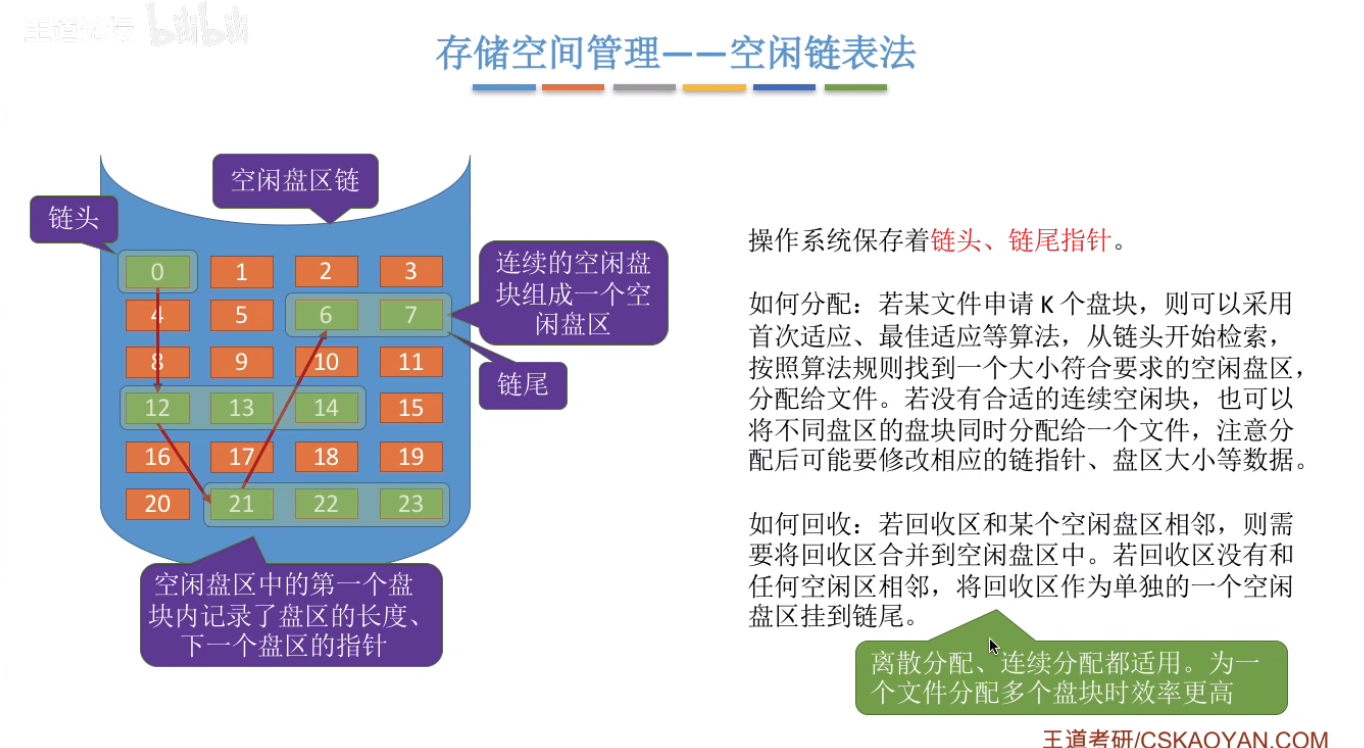 王道论坛 bilibili
存储空间管理——空闲链表法
空闲盘区链
链头
0 1 2 3
4 5 6 7
8 9 10 11
12 13 14 15
16 17 18 19
20 21 22 23
连续的空闲盘
块组成一个空
闲盘区
链尾
空闲盘区中的第一个盘
块内记录了盘区的长度、
下一个盘区的指针
操作系统保存着链头、链尾指针。
如何分配：若某文件申请 K 个盘块，则可以采用
首次适应、最佳适应等算法，从链头开始检索，
按照算法规则找到一个大小符合要求的空闲盘区，
分配给文件。若没有合适的连续空闲块，也可以
将不同盘区的盘块同时分配给一个文件，注意分
配后可能要修改相应的链指针、盘区大小等数据。
如何回收：若回收区和某个空闲盘区相邻，则需
要将回收区合并到空闲盘区中。若回收区没有和
任何空闲区相邻，将回收区作为单独的一个空闲
盘区挂到链尾。
离散分配、连续分配都适用。为一
个文件分配多个盘块时效率更高
王道考研/CSKAOYAN.COM